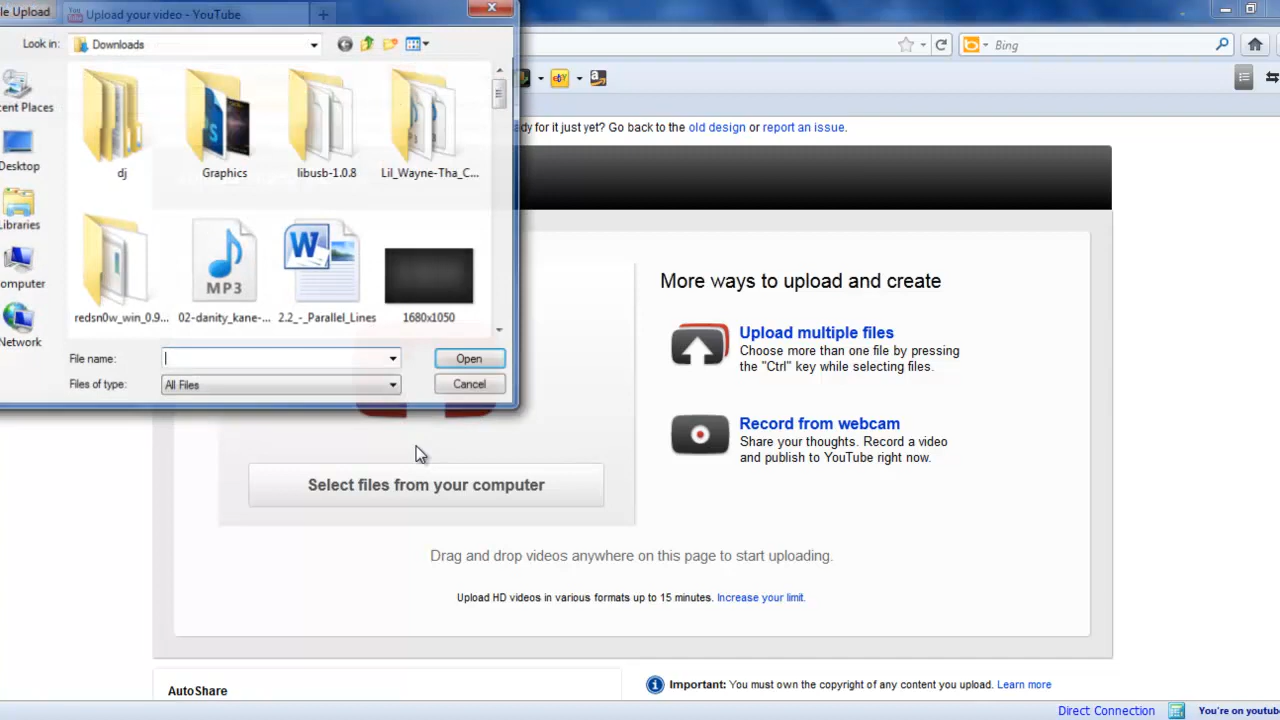 le Upload
Upload your video - YouTube
Look in:
Downloads
Bing
cent Places
Desktop
Libraries
omputer
Network
dj
Graphics
libusb-1.0.8
Lil_Wayne-Tha_C...
redsn0w_win_0.9...
02-danity_kane-...
2.2_-_Parallel_Lines
1680x1050
MP3
File name:
Open
Files of type:
All Files
Cancel
dy for it just yet? Go back to the old design or report an issue.
More ways to upload and create
Upload multiple files
Choose more than one file by pressing
the "Ctrl" key while selecting files.
Record from webcam
Share your thoughts. Record a video
and publish to YouTube right now.
Select files from your computer
Drag and drop videos anywhere on this page to start uploading.
Upload HD videos in various formats up to 15 minutes. Increase your limit.
AutoShare
Important: You must own the copyright of any content you upload. Learn more
Direct Connection
You're on youtub